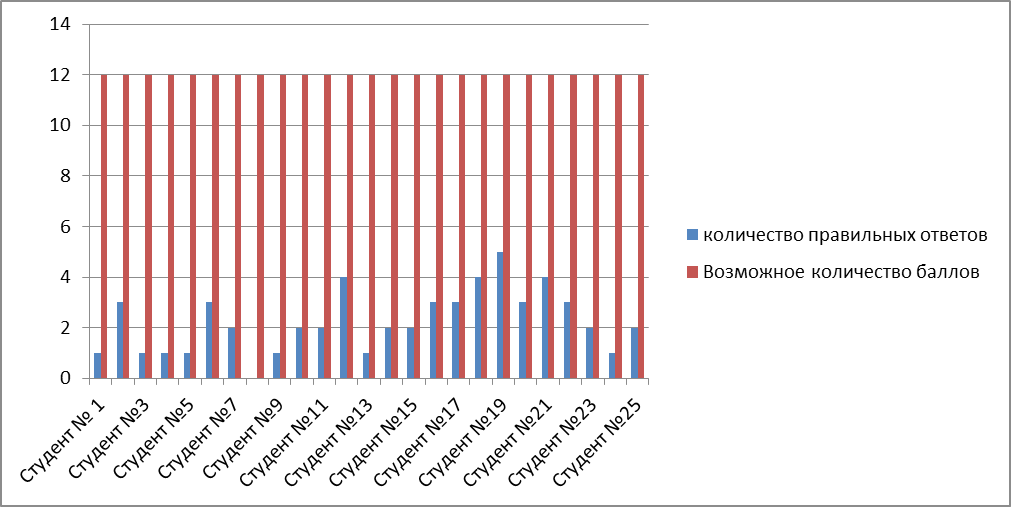 14
12
10
8
6
4
2
0
Студент № 1
Студент №3
Студент №5
Студент №7
Студент №9
Студент №11
Студент №13
Студент №15
Студент №17
Студент №19
Студент №21
Студент №23
Студент №25
количество правильных ответов
Возможное количество баллов